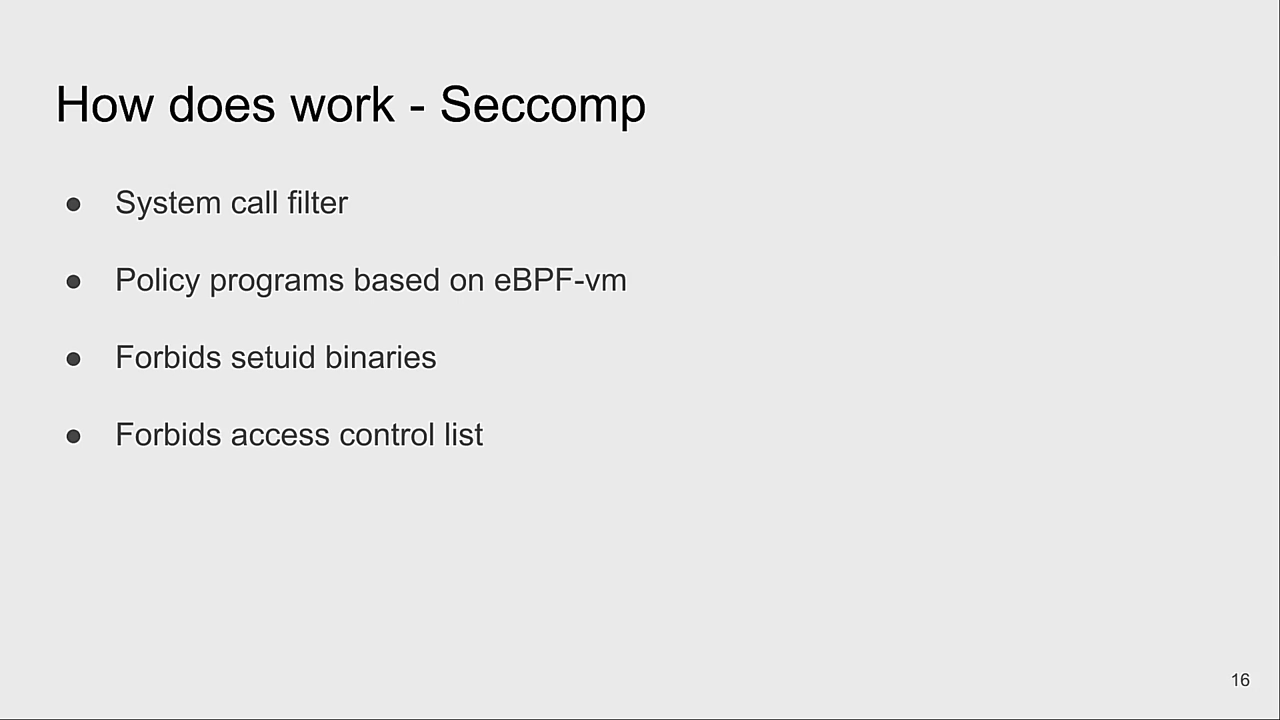 How does work - Seccomp
● System call filter
● Policy programs based on eBPF-vm
● Forbids setuid binaries
● Forbids access control list
16